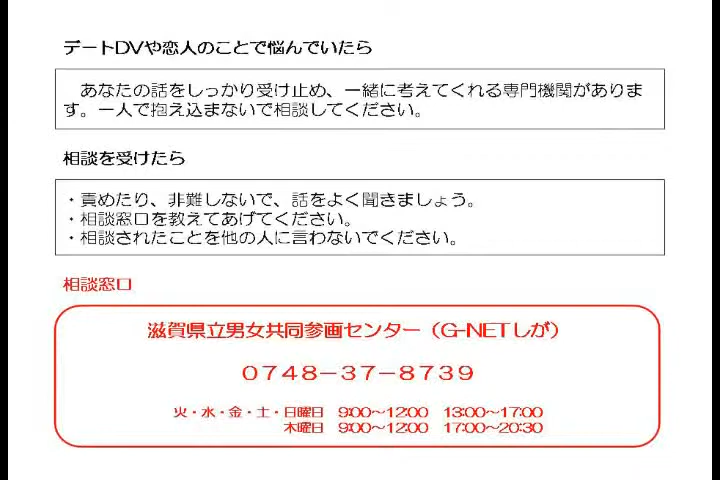 デートDVや恋人のことで悩んでいたら
あなたの話をしっかり受け止め、一緒に考えてくれる専門機関がありま
す。一人で抱え込まないで相談してください。
相談を受けたら
・責めたり、非難しないで、話をよく聞きましょう。
・相談窓口を教えてあげてください。
・相談されたことを他の人に言わないでください。
相談窓口
滋賀県立男女共同参画センター（G-NETしが）
0748－37－8739
火・水・金・土・日曜日　9:00～12:00　13:00～17:00
木曜日　9:00～12:00　17:00～20:30